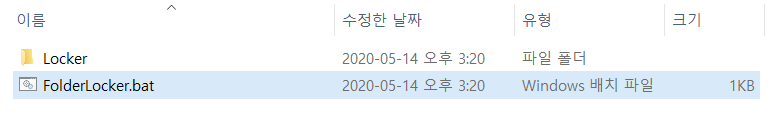 이름 수정한 날짜 유형 크기
Locker 2020-05-14 오후 3:20 파일 폴더
FolderLocker.bat 2020-05-14 오후 3:20 Windows 배치 파일 1KB